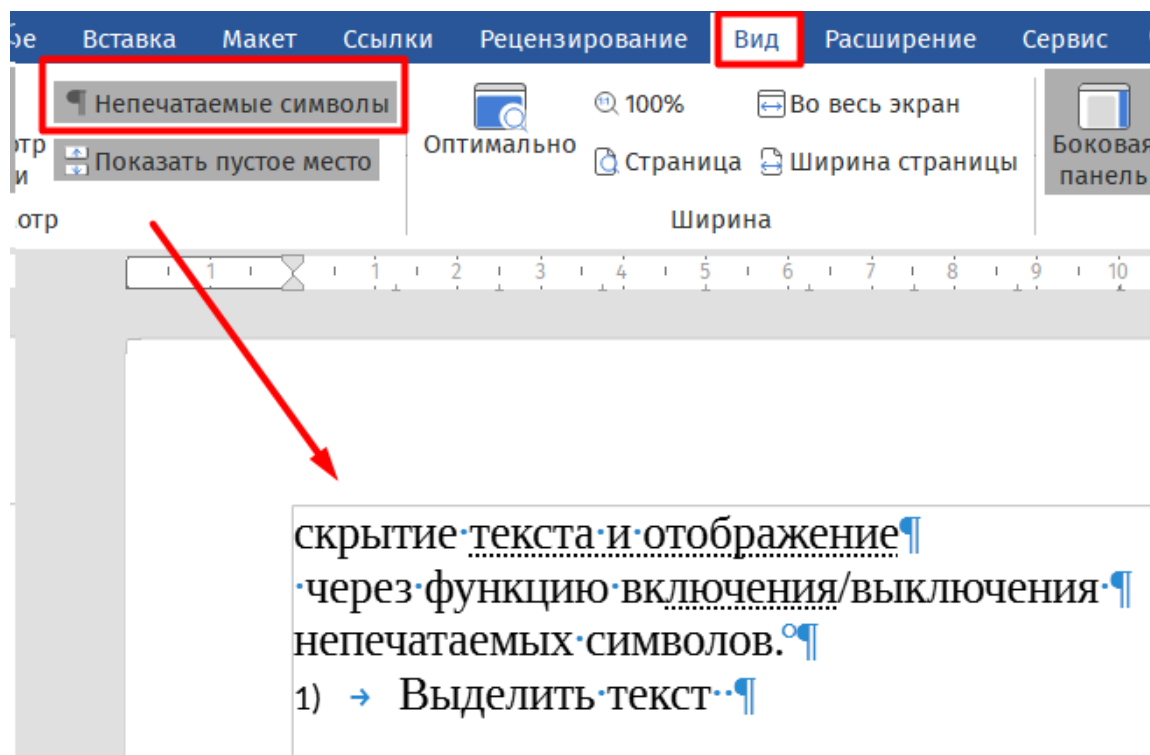 Вставка Макет Ссылки Рецензирование Вид Расширение Сервис
¶ Непечатаемые символы 100% Во весь экран
Оптимально Боковая
Показать пустое место Страница Ширина страницы панель
Ширина
1 1 2 3 4 5 6 7 8 9 10
скрытие·текста·и·отображение¶
·через·функцию·включения/выключения·¶
непечатаемых·символов.°¶
1) → Выделить·текст··¶